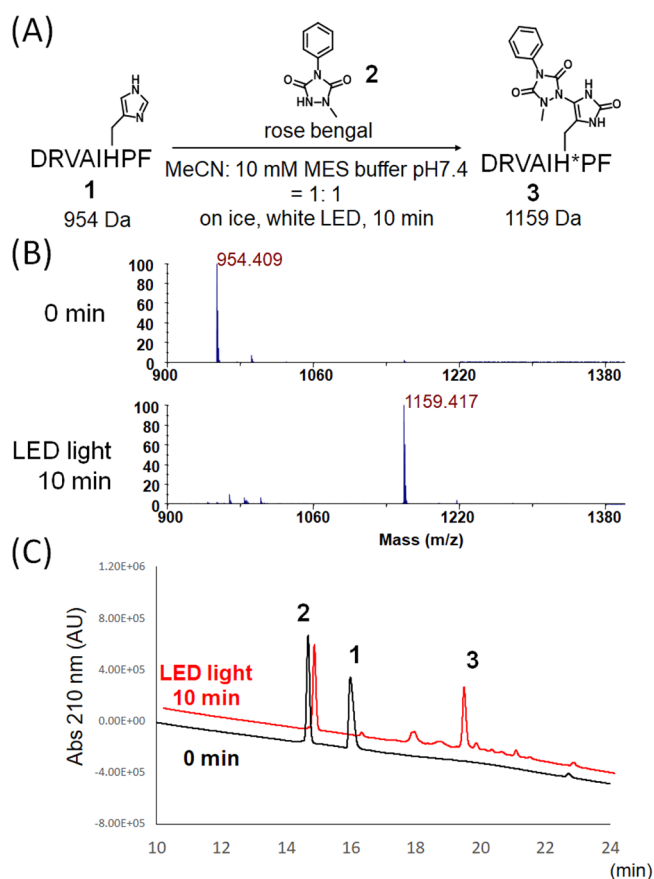 (A)
2
N
O
O
N
HN-N
HN
N
rose bengal
MeCN: 10 mM MES buffer pH7.4
= 1: 1
on ice, white LED, 10 min
DRVAIHPF
1
954 Da
N
O
O
N-N
H
N
O
N
H
DRVAIH*PF
3
1159 Da
(B)
0 min
954.409
100
80
60
40
20
0
900 1060 1220 1380
LED light
10 min
1159.417
100
80
60
40
20
0
900 1060 1220 1380
Mass (m/z)
(C)
Abs 210 nm (AU)
1.20E+06
8.00E+05
4.00E+05
0.00E+00
-4.00E+05
-8.00E+05
2
1
3
LED light
10 min
0 min
10 12 14 16 18 20 22 24
(min)